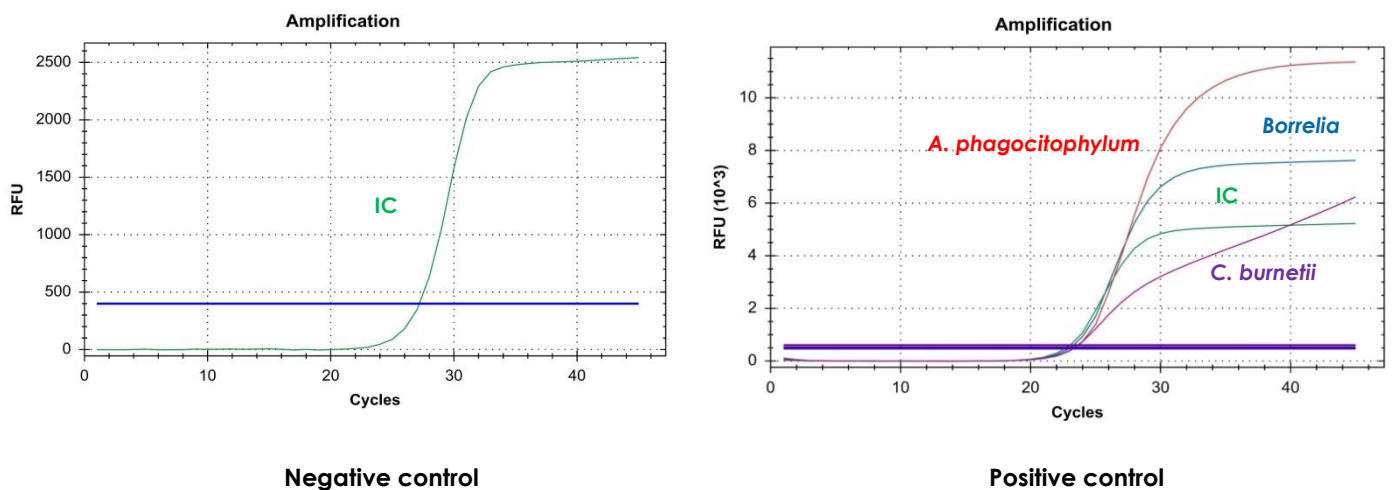 Amplification
2500
2000
1500
1000
500
0
RFU
IC
0
10
20
30
40
Cycles
Negative control
Amplification
10
8
6
4
2
0
RFU (10^3)
A. phagocitophylum
Borrelia
IC
C. burnetii
0
10
20
30
40
Cycles
Positive control